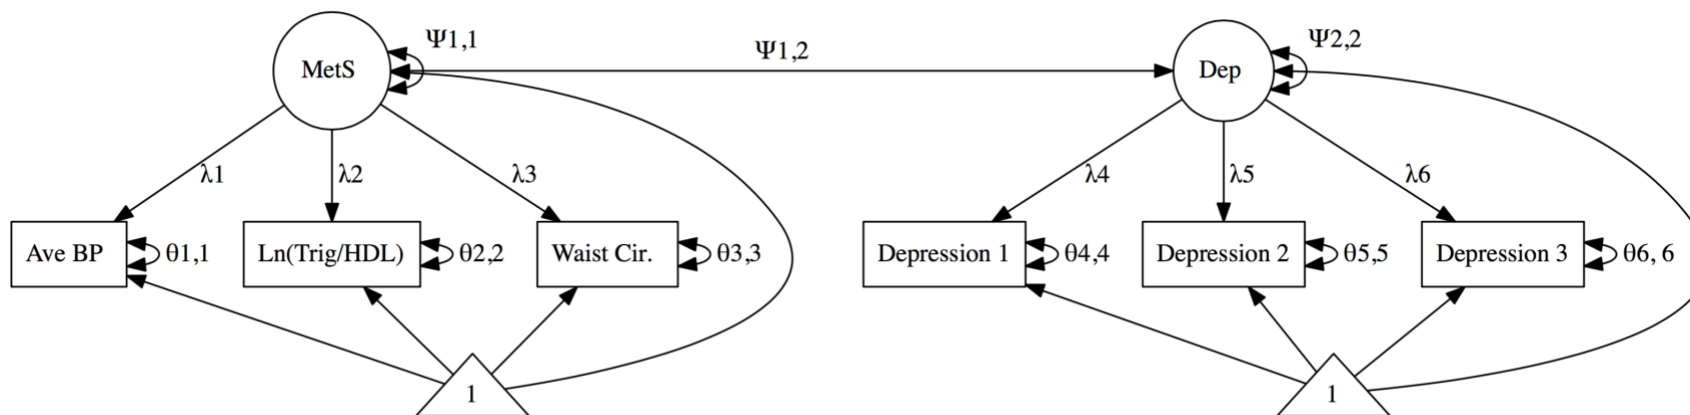 Ψ1,1
Ψ1,2
Ψ2,2
MetS
Dep
λ1
λ2
λ3
λ4
λ5
λ6
Ave BP
θ1,1
Ln(Trig/HDL)
θ2,2
Waist Cir.
θ3,3
Depression 1
θ4,4
Depression 2
θ5,5
Depression 3
θ6, 6
1
1